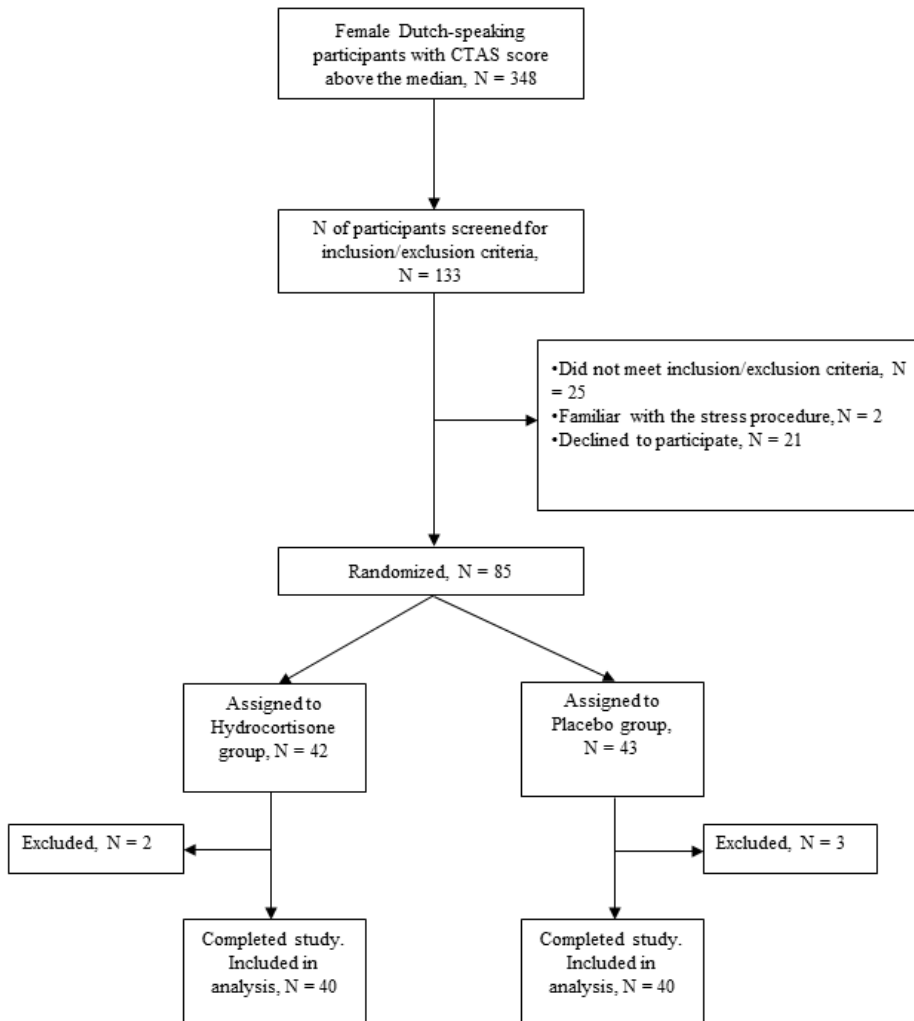 Female Dutch-speaking
participants with CTAS score
above the median, N = 348
N of participants screened for
inclusion/exclusion criteria,
N = 133
•Did not meet inclusion/exclusion criteria, N
= 25
•Familiar with the stress procedure, N = 2
•Declined to participate, N = 21
Randomized, N = 85
Assigned to
Hydrocortisone
group, N = 42
Assigned to
Placebo group,
N = 43
Excluded, N = 2
Excluded, N = 3
Completed study.
Included in
analysis, N = 40
Completed study.
Included in
analysis, N = 40